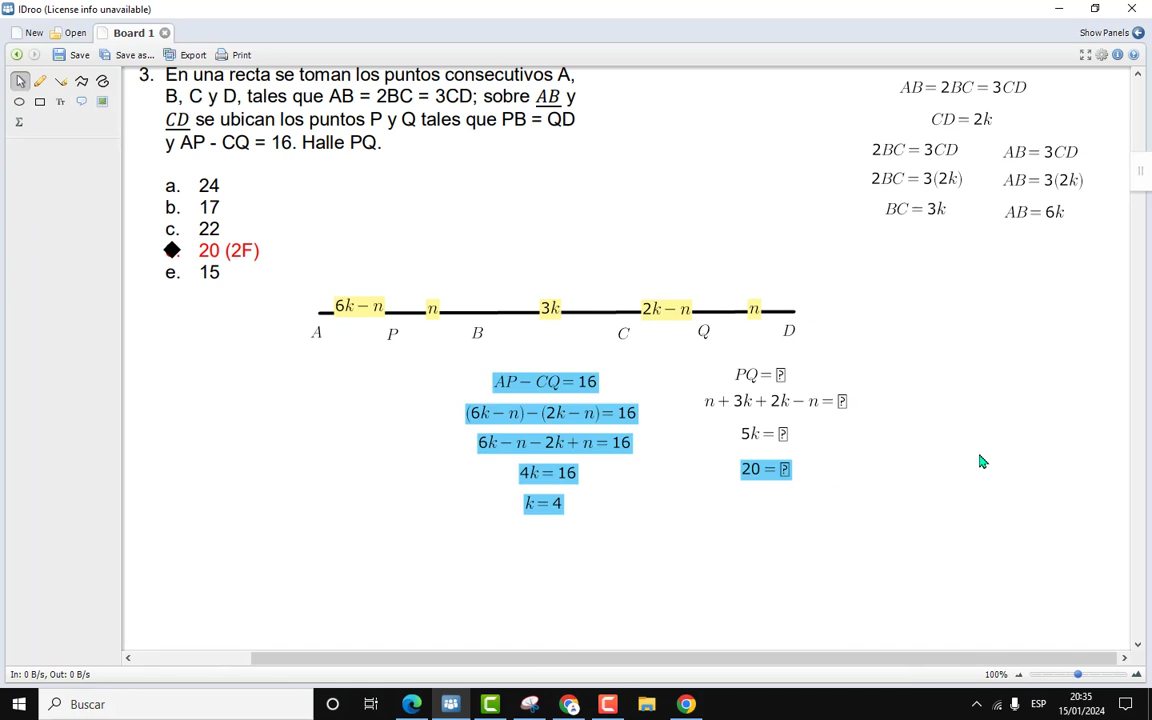 IDroo (License info unavailable)
New Open Board 1 Show Panels
Save Save as... Export Print
3. En una recta se toman los puntos consecutivos A,
B, C y D, tales que AB = 2BC = 3CD; sobre AB y
CD se ubican los puntos P y Q tales que PB = QD
y AP - CQ = 16. Halle PQ.
a. 24
b. 17
c. 22
20 (2F)
e. 15
AB = 2BC = 3CD
CD = 2k
2BC = 3CD AB = 3CD
2BC = 3(2k) AB = 3(2k)
BC = 3k AB = 6k
6k − n n 3k 2k − n n
A P B C Q D
AP − CQ = 16
(6k − n) − (2k − n) = 16
6k − n − 2k + n = 16
4k = 16
k = 4
PQ = ?
n + 3k + 2k − n = ?
5k = ?
20 = ?
In: 0 B/s, Out: 0 B/s 100%
Buscar ESP 20:35
15/01/2024